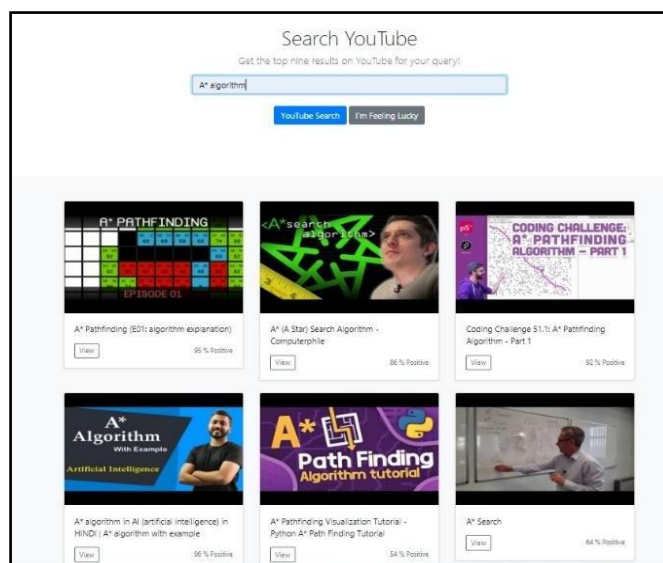 Search YouTube
Get the top nine results on YouTube for your query!
A* algorithm
YouTube Search
I'm Feeling Lucky
A* PATHFINDING
EPISODE 01
<A*search
algorithm>
CODING CHALLENGE:
A* PATHFINDING
ALGORITHM - PART 1
A* Pathfinding (E01: algorithm explanation)
View
95 % Positive
A* (A Star) Search Algorithm -
Computerphile
View
86 % Positive
Coding Challenge 51.1: A* Pathfinding
Algorithm - Part 1
View
92 % Positive
A*
Algorithm
With Example
Artificial Intelligence
A*
Path Finding
Algorithm tutorial
A* algorithm in AI (artificial intelligence) in
HINDI | A* algorithm with example
View
96 % Positive
A* Pathfinding Visualization Tutorial -
Python A* Path Finding Tutorial
View
54 % Positive
A* Search
View
64 % Positive